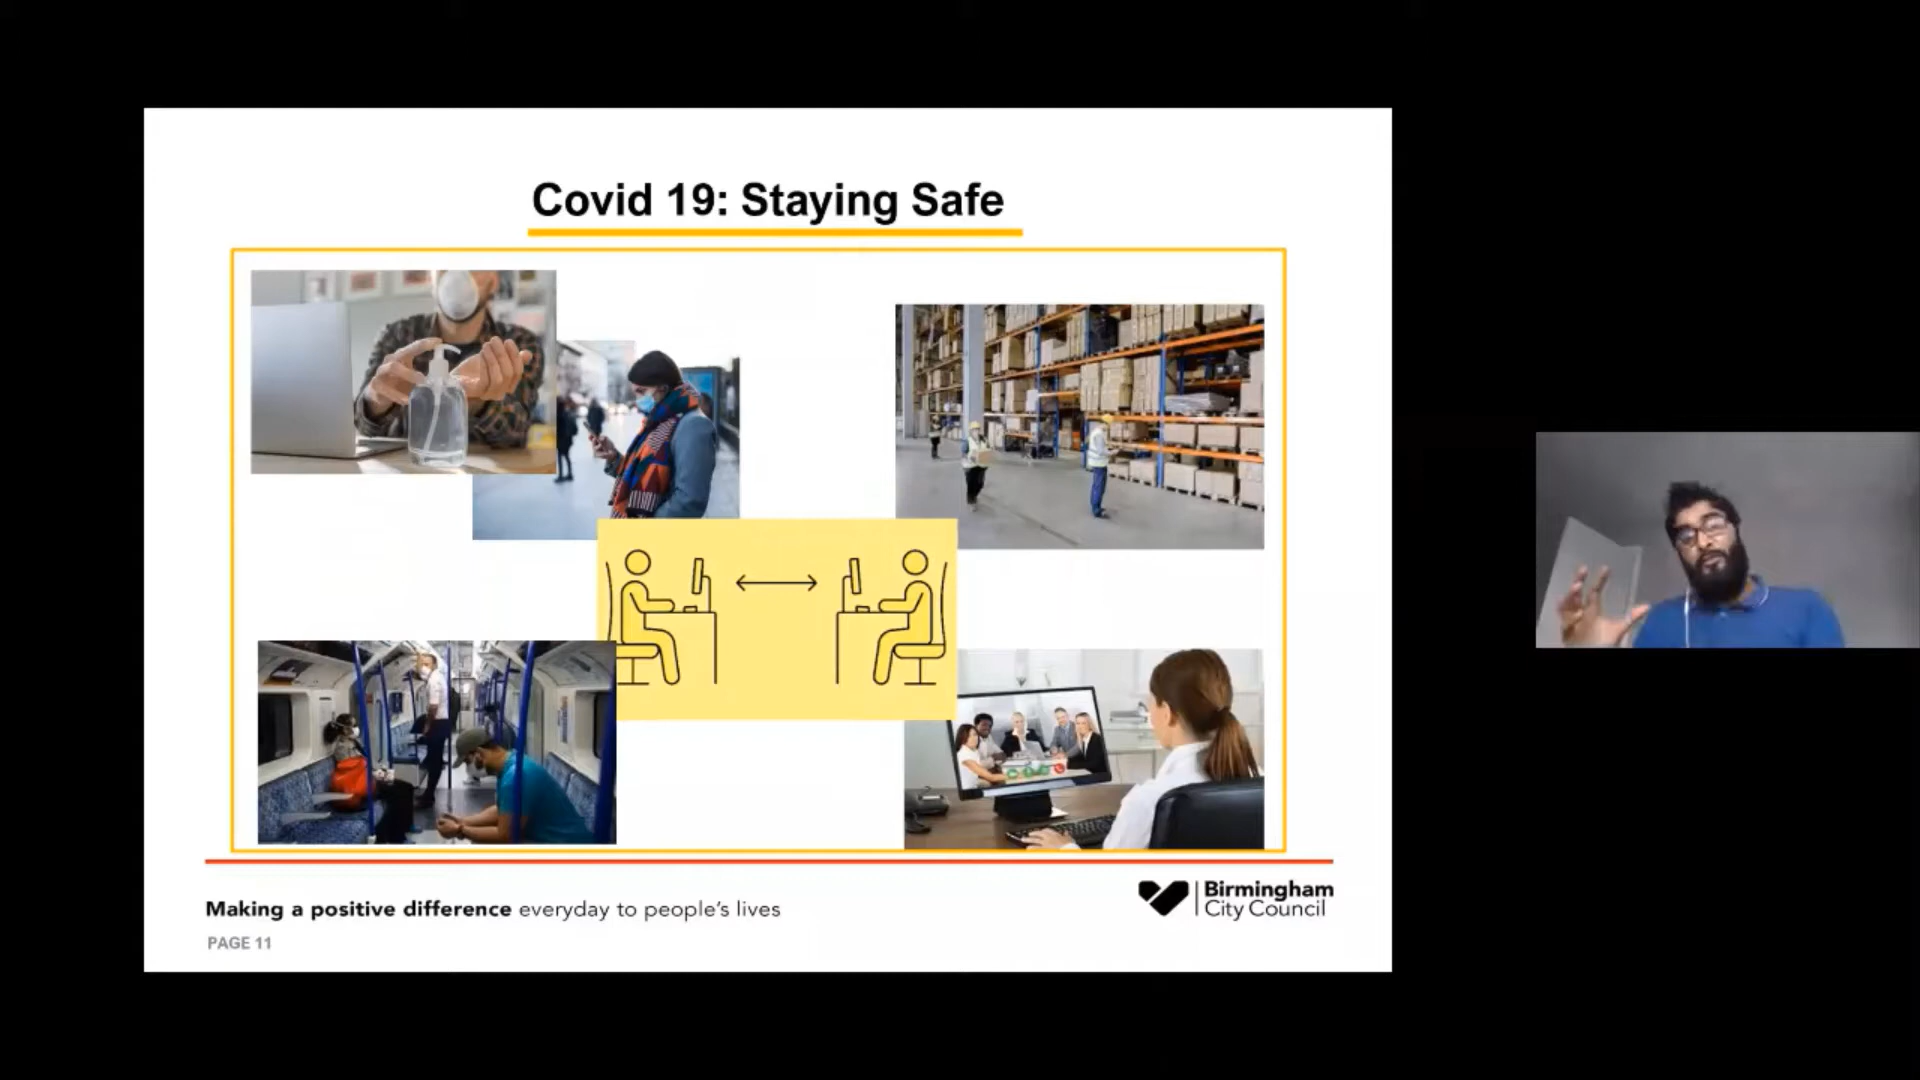 Covid 19: Staying Safe
Making a positive difference everyday to people's lives
Birmingham
City Council
PAGE 11